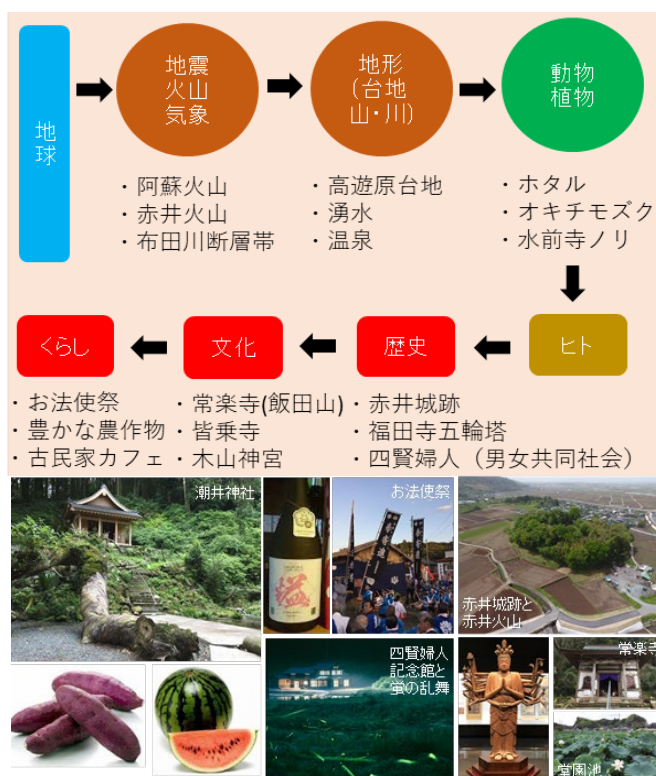 地球
地震
火山
気象
地形
(台地
山・川)
動物
植物
・阿蘇火山
・赤井火山
・布田川断層帯
・高遊原台地
・湧水
・温泉
・ホタル
・オキチモズク
・水前寺ノリ
くらし
文化
歴史
ヒト
・お法使祭
・豊かな農作物
・古民家カフェ
・常楽寺(飯田山)
・皆乗寺
・木山神宮
・赤井城跡
・福田寺五輪塔
・四賢婦人（男女共同社会）
潮井神社
お法使祭
赤井城跡と
赤井火山
四賢婦人
記念館と
蛍の乱舞
常楽寺
堂園池